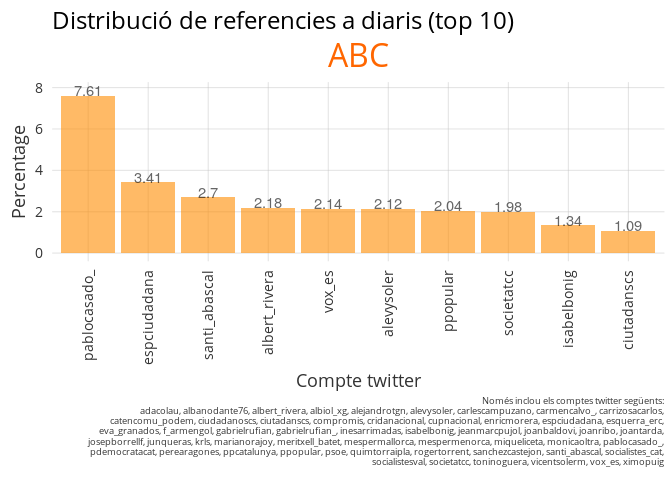 Distribució de referencies a diaris (top 10)
ABC
Percentage
8
6
4
2
0
7.61
3.41
2.7
2.18
2.14
2.12
2.04
1.98
1.34
1.09
pablocasado_
espciudadana
santi_abascal
albert_rivera
vox_es
alevysoler
ppopular
societatcc
isabelbonig
ciutadanscs
Compte twitter
Només inclou els comptes twitter següents:
adacolau, albanodante76, albert_rivera, albiol_xg, alejandrotgn, alevysoler, carlescampuzano, carmencalvo_, carrizosacarlos,
catencomu_podem, ciudadanoscs, ciutadanscs, compromis, cridanacional, cupnacional, enricmorera, espciudadana, esquerra_erc,
eva_granados, f_armengol, gabrielrufian, gabrielrufian_, inesarrimadas, isabelbonig, jeanmarcpujol, joanbaldovi, joanribo, joantarda,
josepborrellf, junqueras, krls, marianorajoy, meritxell_batet, mespermallorca, mespermenorca, miqueliceta, monicaoltra, pablocasado_,
pdemocratacat, perearagones, ppcatalunya, ppopular, psoe, quimtorraipla, rogertorrent, sanchezcastejon, santi_abascal, socialistes_cat,
socialistesval, societatcc, toninoguera, vicentsolerm, vox_es, ximopuig